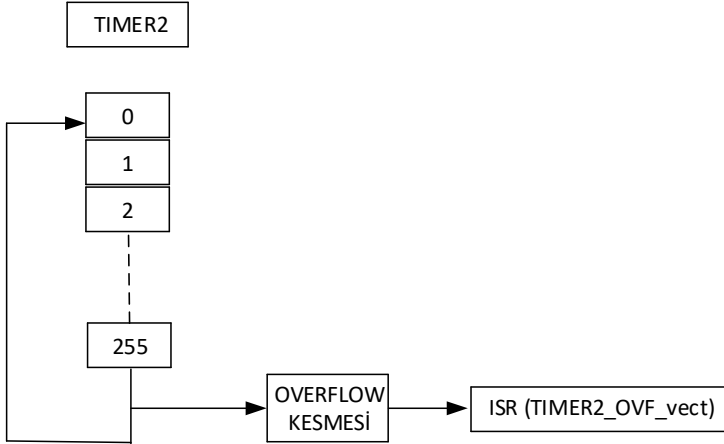 TIMER2
0
1
2
255
OVERFLOW
KESMESİ
ISR (TIMER2_OVF_vect)